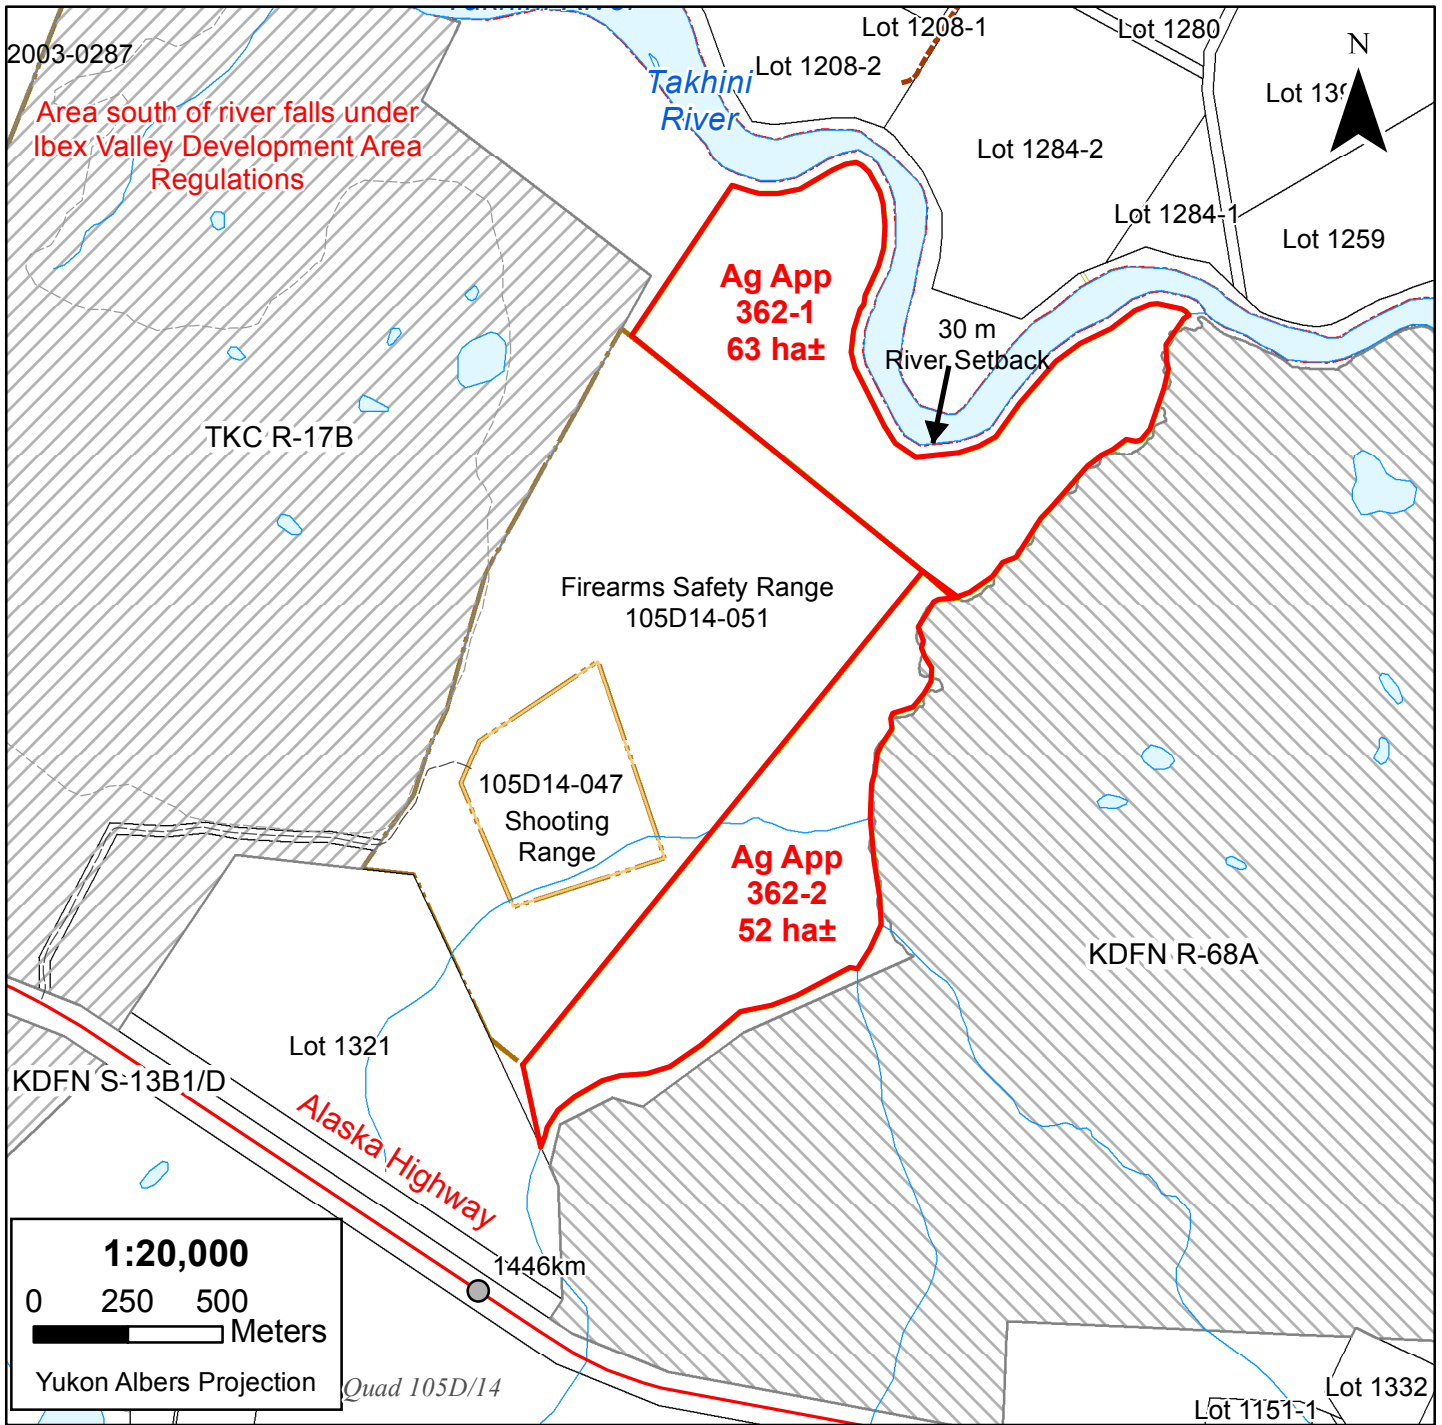 Takhini River
Lot 1208-1
Lot 1280
2003-0287
Lot 1208-2
N
Takhini
River
Area south of river falls under
Ibex Valley Development Area
Regulations
Lot 1284-2
Lot 1284-1
Lot 1259
Ag App
362-1
63 ha±
30 m
River Setback
TKC R-17B
Firearms Safety Range
105D14-051
105D14-047
Shooting
Range
Ag App
362-2
52 ha±
KDFN R-68A
Lot 1321
KDFN S-13B1/D
Alaska Highway
1446km
1:20,000
0 250 500
Meters
Yukon Albers Projection
Quad 105D/14
Lot 1332
Lot 1151-1